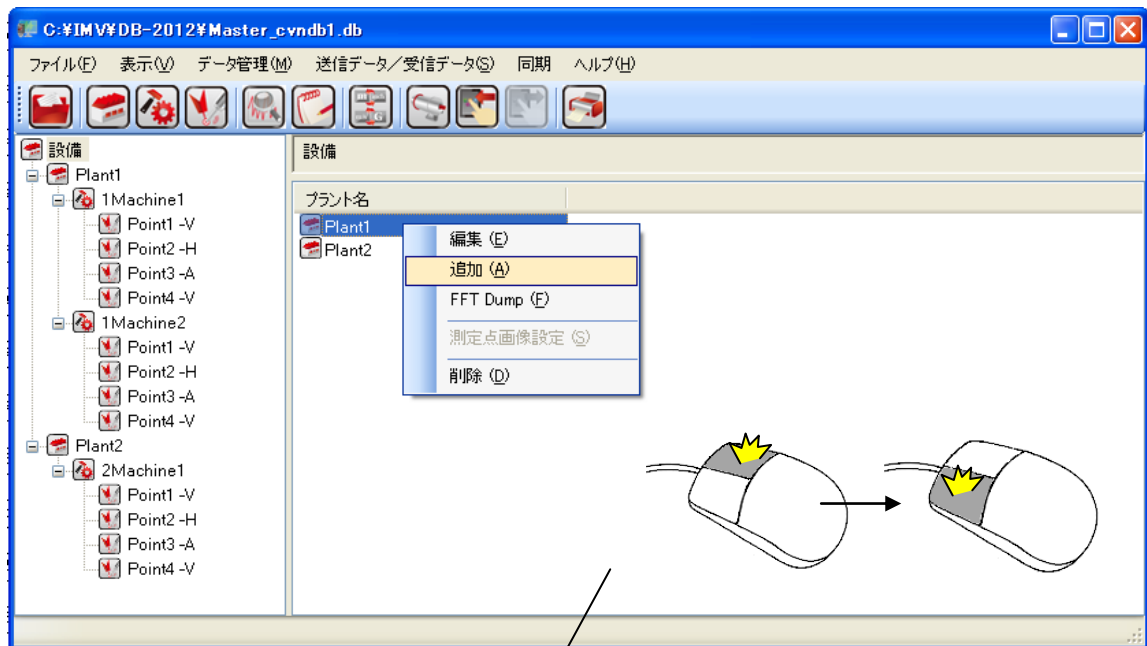 C:¥IMV¥DB-2012¥Master_cvndb1.db
ファイル(F) 表示(V) データ管理(M) 送信データ/受信データ(S) 同期 ヘルプ(H)
設備
Plant1
1Machine1
Point1 -V
Point2 -H
Point3 -A
Point4 -V
1Machine2
Point1 -V
Point2 -H
Point3 -A
Point4 -V
Plant2
2Machine1
Point1 -V
Point2 -H
Point3 -A
Point4 -V
設備
プラント名
Plant1
Plant2
編集 (E)
追加 (A)
FFT Dump (F)
測定点画像設定 (S)
削除 (D)